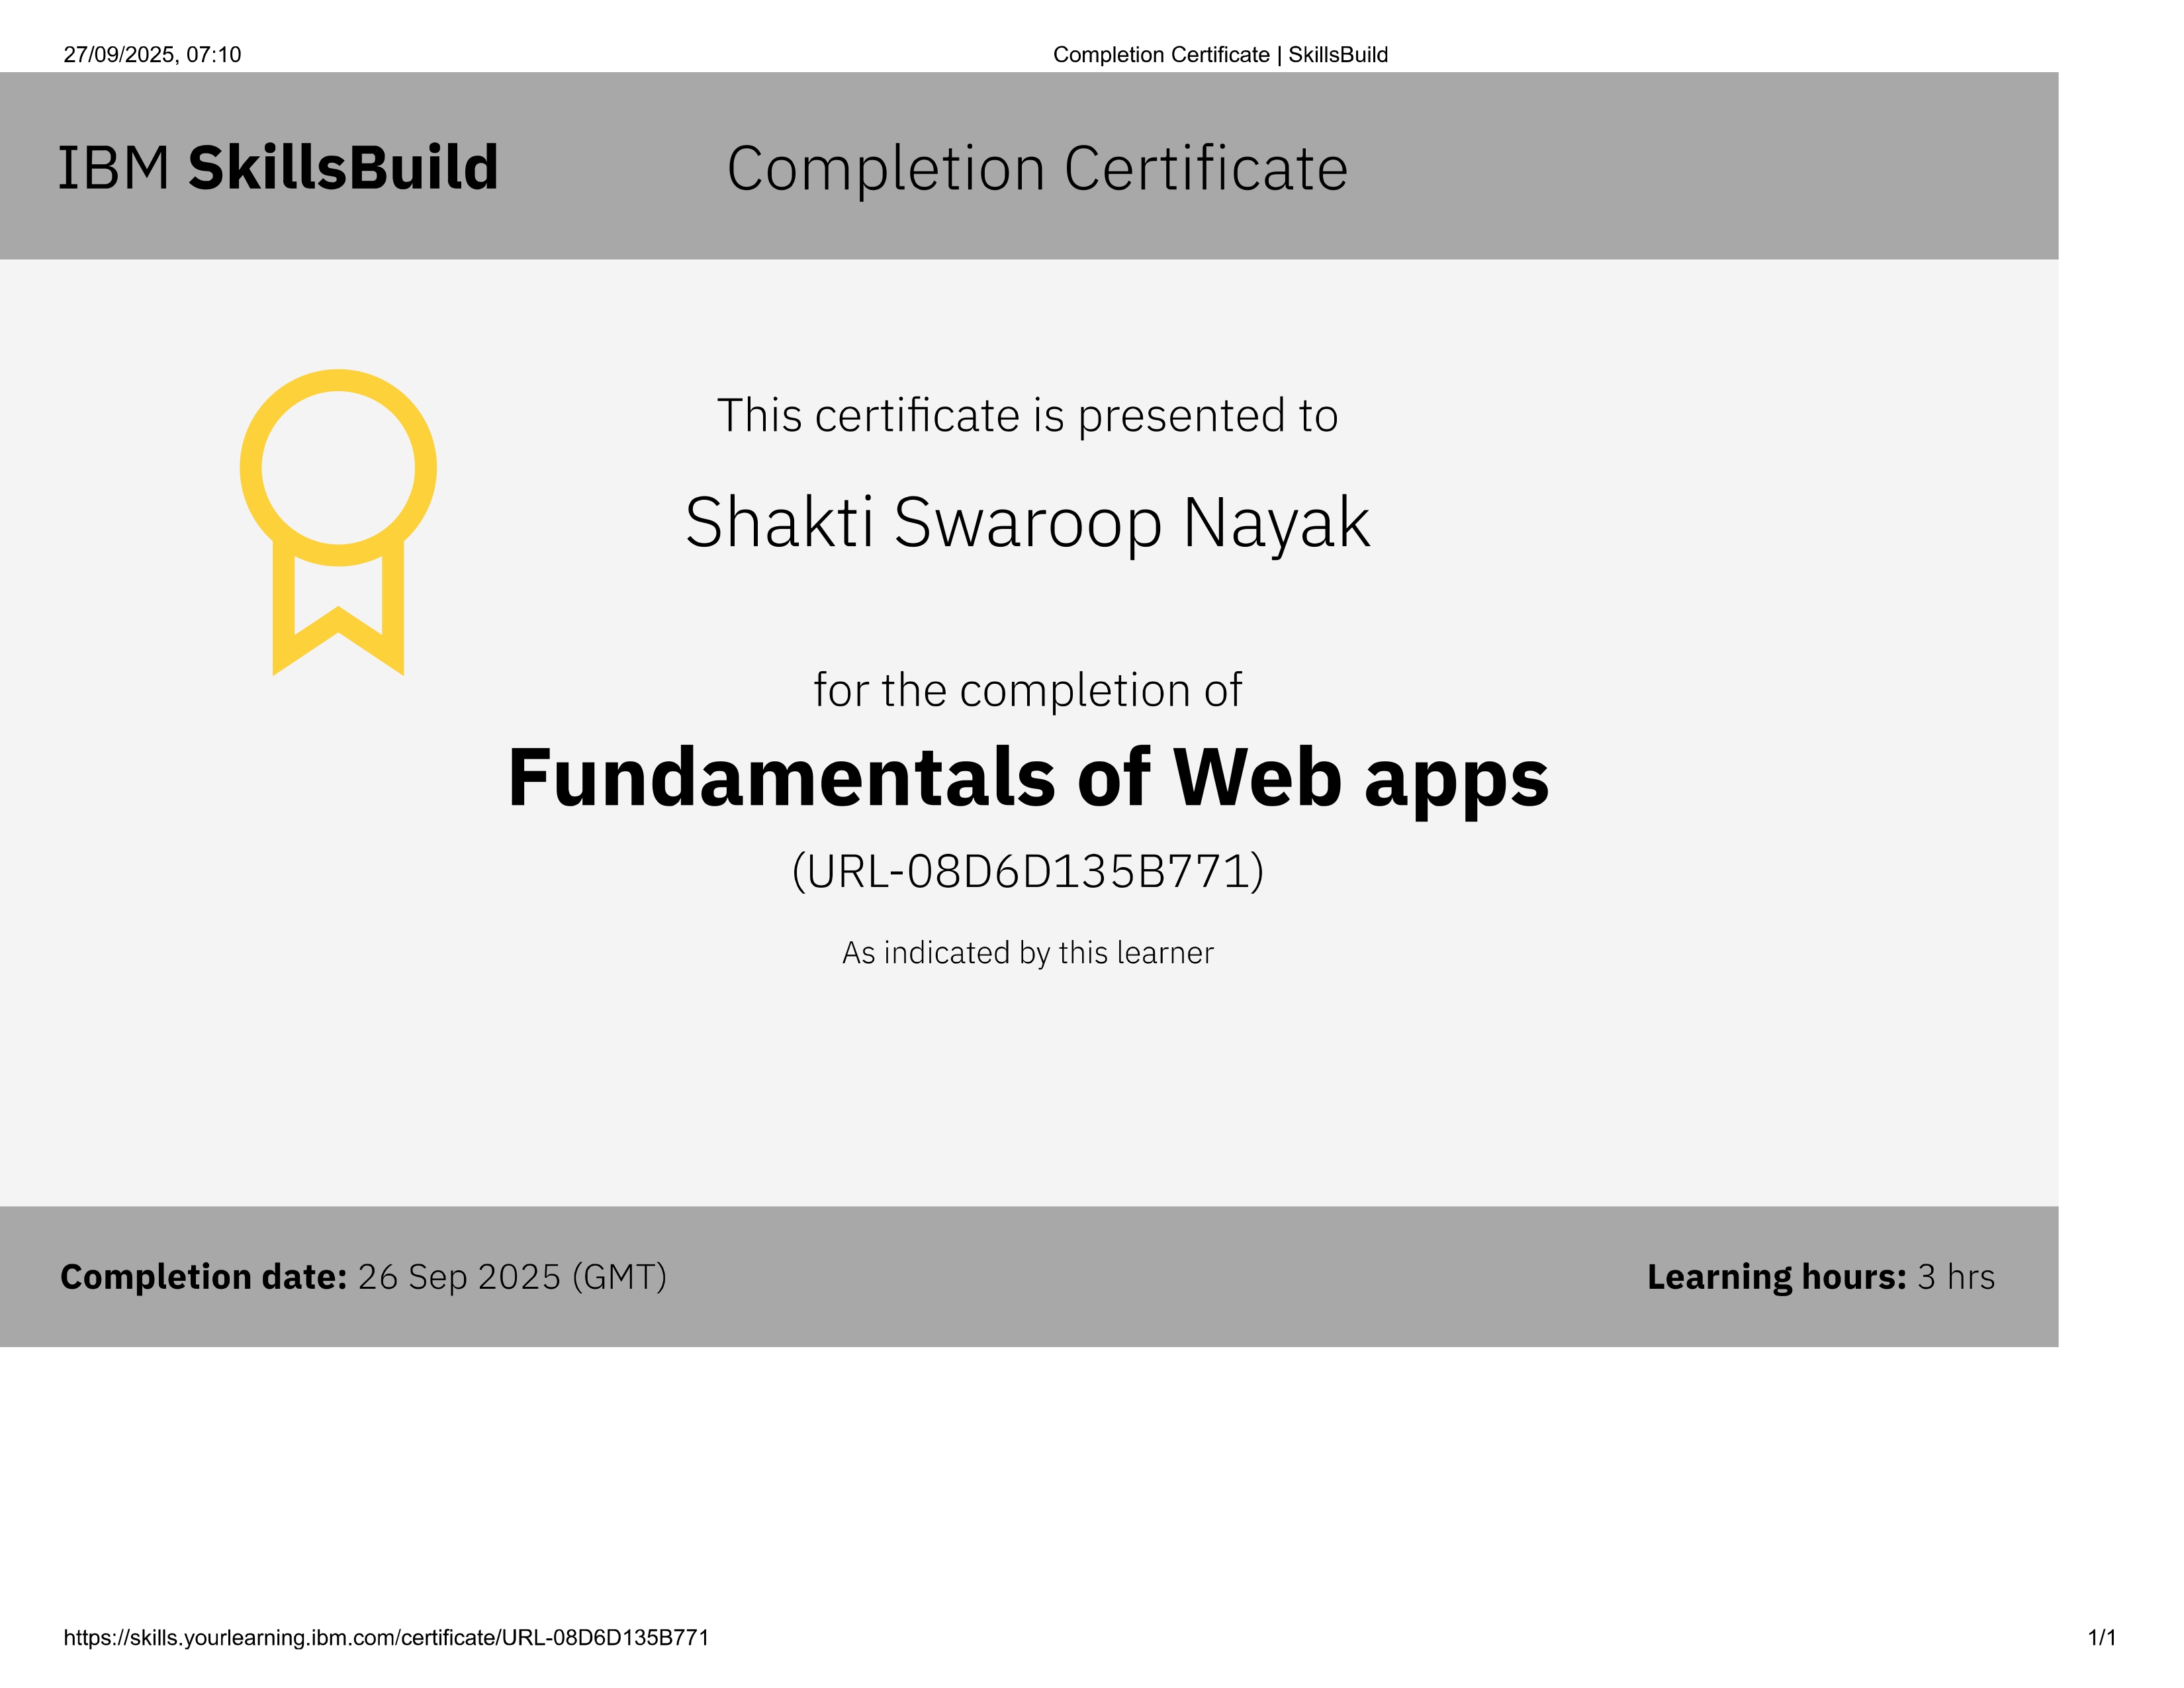 27/09/2025, 07:10
Completion Certificate | SkillsBuild
IBM SkillsBuild
Completion Certificate
This certificate is presented to
Shakti Swaroop Nayak
for the completion of
Fundamentals of Web apps
(URL-08D6D135B771)
As indicated by this learner
Completion date: 26 Sep 2025 (GMT)
Learning hours: 3 hrs
https://skills.yourlearning.ibm.com/certificate/URL-08D6D135B771
1/1